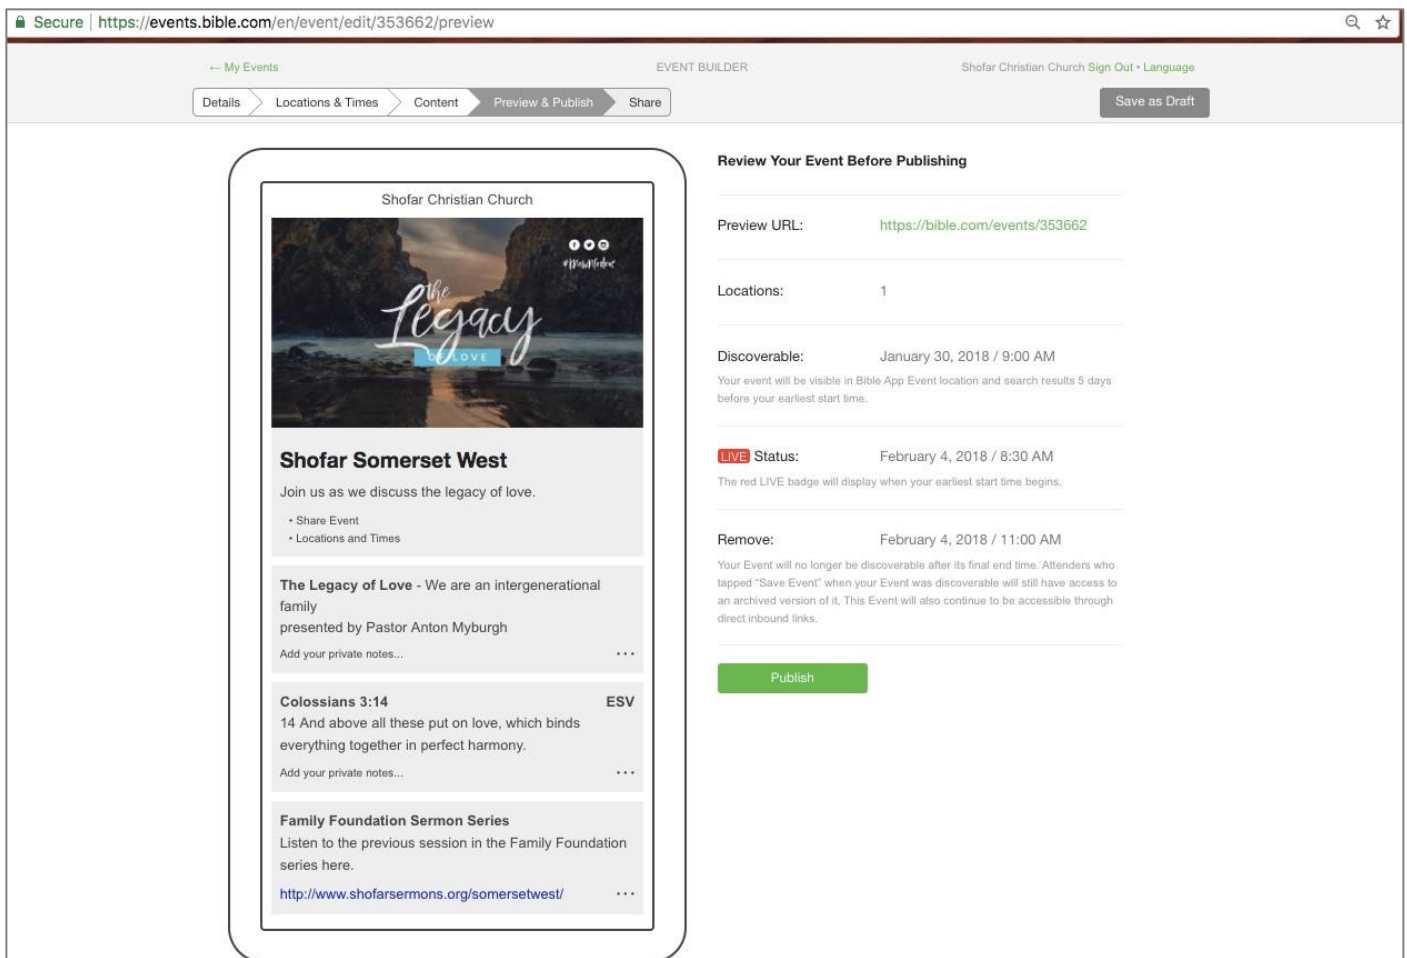 Secure | https://events.bible.com/en/event/edit/353662/preview
← My Events
EVENT BUILDER
Shofar Christian Church Sign Out • Language
Details
Locations & Times
Content
Preview & Publish
Share
Save as Draft
Shofar Christian Church
the
Legacy
OF LOVE
Shofar Somerset West
Join us as we discuss the legacy of love.
• Share Event
• Locations and Times
The Legacy of Love - We are an intergenerational
family
presented by Pastor Anton Myburgh
Add your private notes...
Colossians 3:14 ESV
14 And above all these put on love, which binds
everything together in perfect harmony.
Add your private notes...
Family Foundation Sermon Series
Listen to the previous session in the Family Foundation
series here.
http://www.shofarsermons.org/somersetwest/
Review Your Event Before Publishing
Preview URL: https://bible.com/events/353662
Locations: 1
Discoverable: January 30, 2018 / 9:00 AM
Your event will be visible in Bible App Event location and search results 5 days
before your earliest start time.
LIVE Status: February 4, 2018 / 8:30 AM
The red LIVE badge will display when your earliest start time begins.
Remove: February 4, 2018 / 11:00 AM
Your Event will no longer be discoverable after its final end time. Attenders who
tapped “Save Event” when your Event was discoverable will still have access to
an archived version of it, This Event will also continue to be accessible through
direct inbound links.
Publish